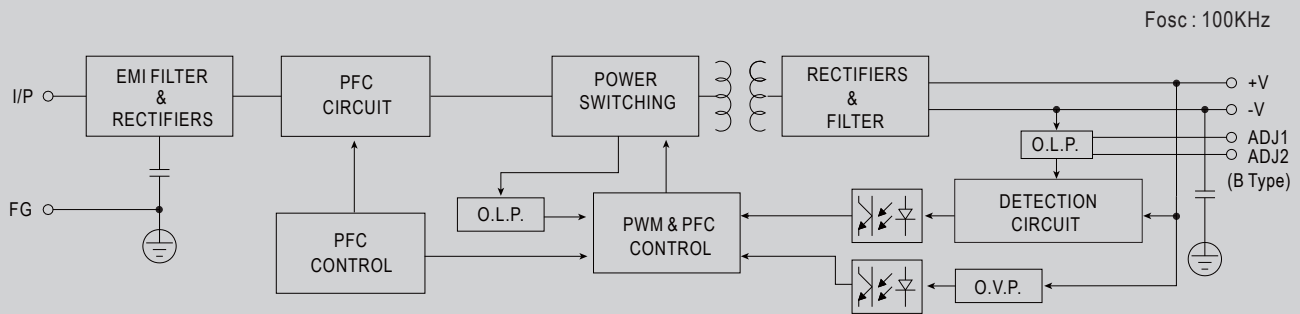 Fosc : 100KHz
I/P
EMI FILTER
&
RECTIFIERS
PFC
CIRCUIT
POWER
SWITCHING
RECTIFIERS
&
FILTER
+V
-V
O.L.P.
ADJ1
ADJ2
(B Type)
FG
O.L.P.
PFC
CONTROL
PWM & PFC
CONTROL
DETECTION
CIRCUIT
O.V.P.